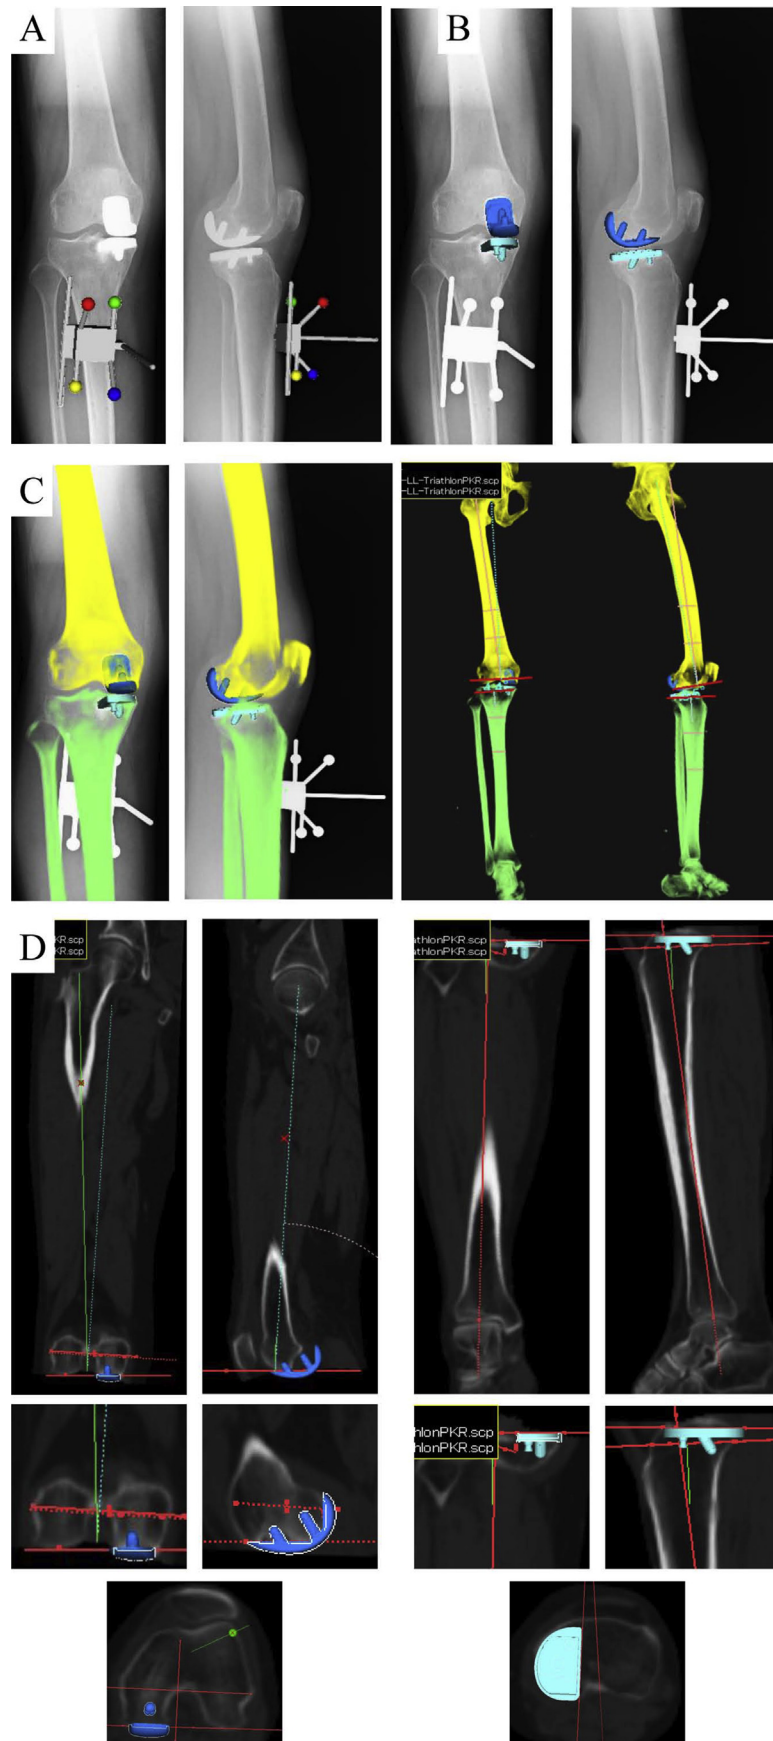 A
B
C
-LL-TriathlonPKR.scp
-LL-TriathlonPKR.scp
D
KR.scp
KR.scp
athlonPKR.scp
athlonPKR.scp
hlonPKR.scp
hlonPKR.scp